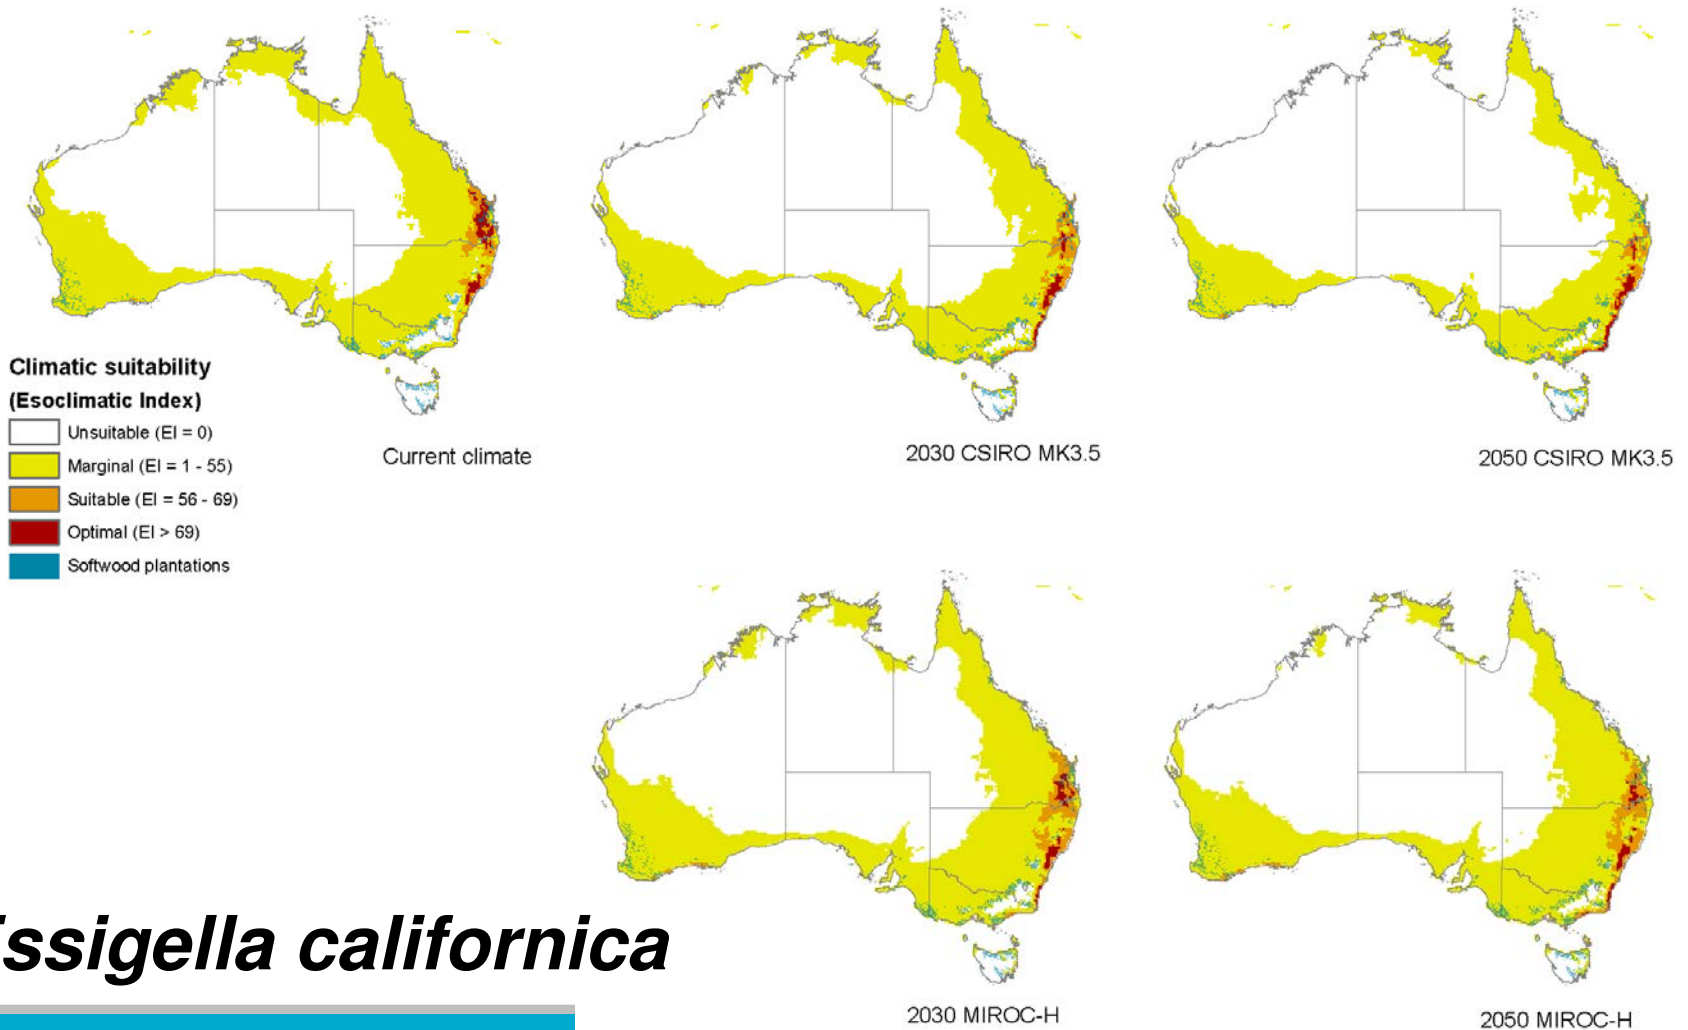 Climatic suitability
(Esoclimatic Index)
Unsuitable (EI = 0)
Marginal (EI = 1 - 55)
Suitable (EI = 56 - 69)
Optimal (EI > 69)
Softwood plantations
Current climate
2030 CSIRO MK3.5
2050 CSIRO MK3.5
2030 MIROC-H
2050 MIROC-H
ssigella californica